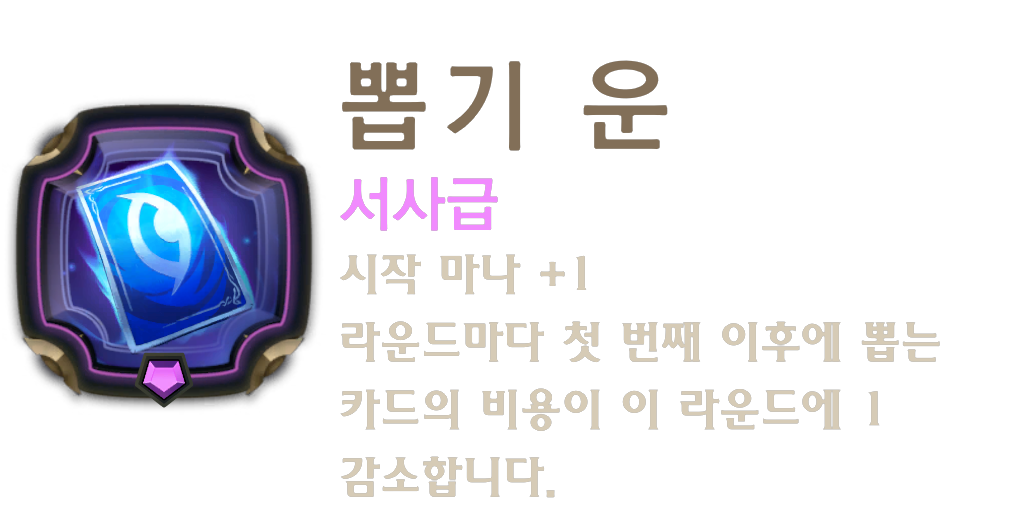 뽑기 운
서사급
시작 마나 +1
라운드마다 첫 번째 이후에 뽑는
카드의 비용이 이 라운드에 1
감소합니다.